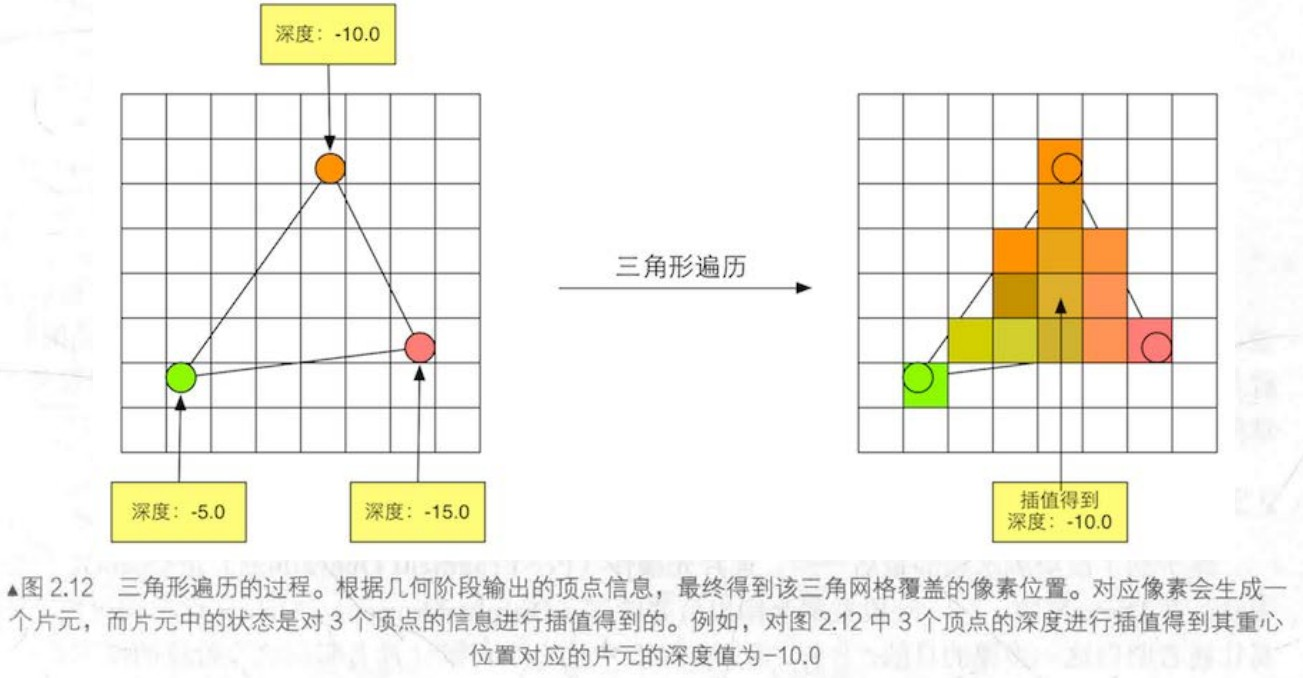 深度：-10.0
三角形遍历
深度：-5.0
深度：-15.0
插值得到
深度：-10.0
▲图 2.12 三角形遍历的过程。根据几何阶段输出的顶点信息，最终得到该三角网格覆盖的像素位置。对应像素会生成一
个片元，而片元中的状态是对 3 个顶点的信息进行插值得到的。例如，对图 2.12 中 3 个顶点的深度进行插值得到其重心
位置对应的片元的深度值为-10.0